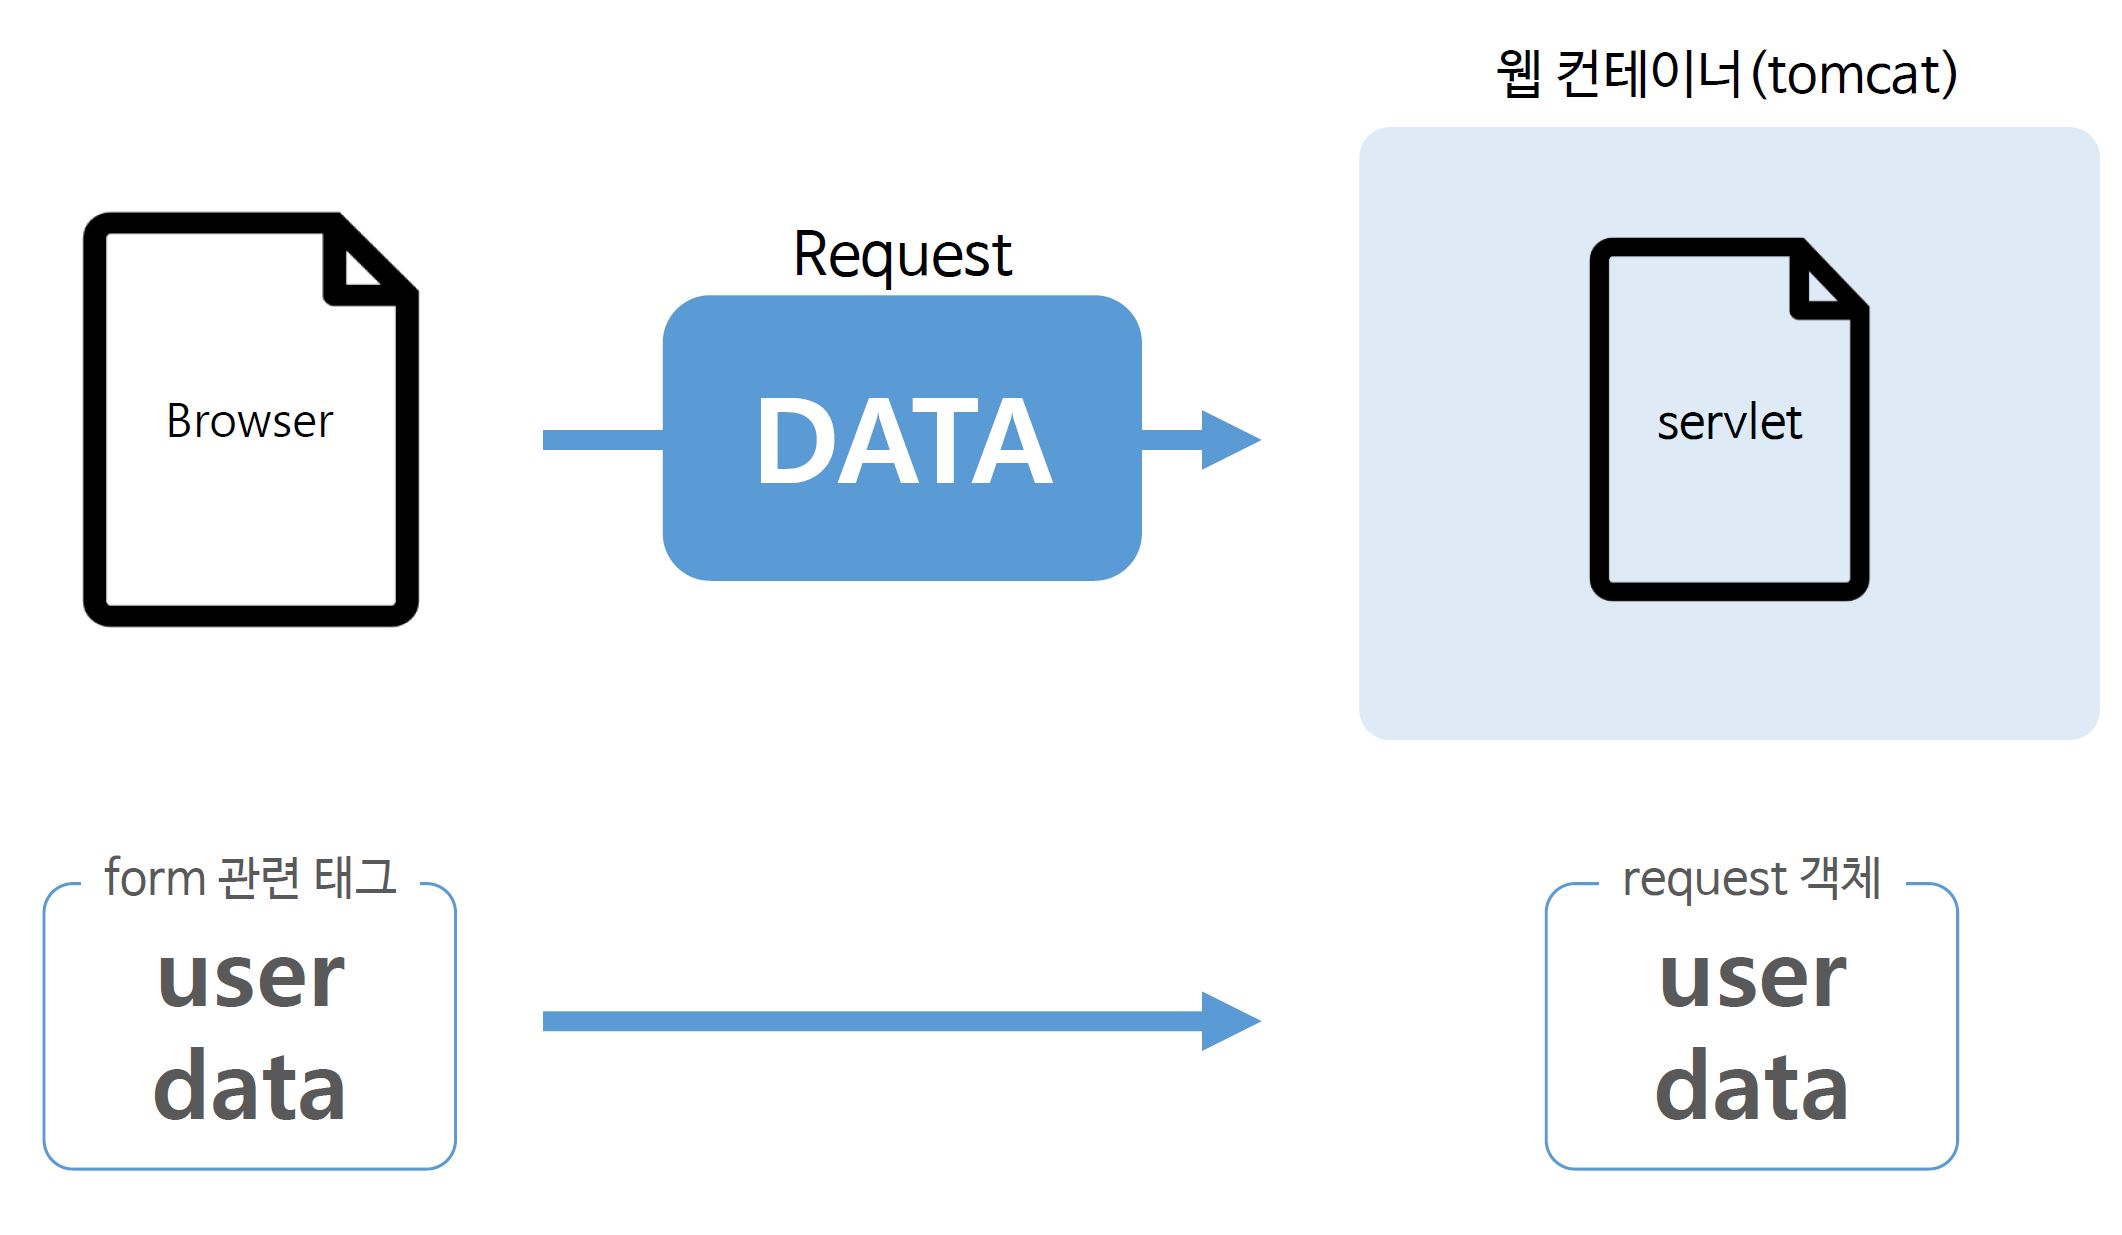 웹 컨테이너(tomcat)
Request
Browser
DATA
servlet
form 관련 태그
user
data
request 객체
user
data